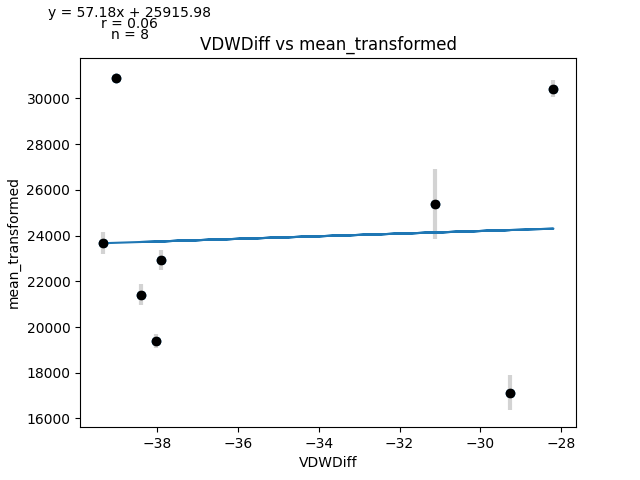 y = 57.18x + 25915.98
r = 0.06
n = 8
VDWDiff vs mean_transformed
30000
28000
26000
24000
22000
20000
18000
16000
mean_transformed
−38
−36
−34
−32
−30
−28
VDWDiff